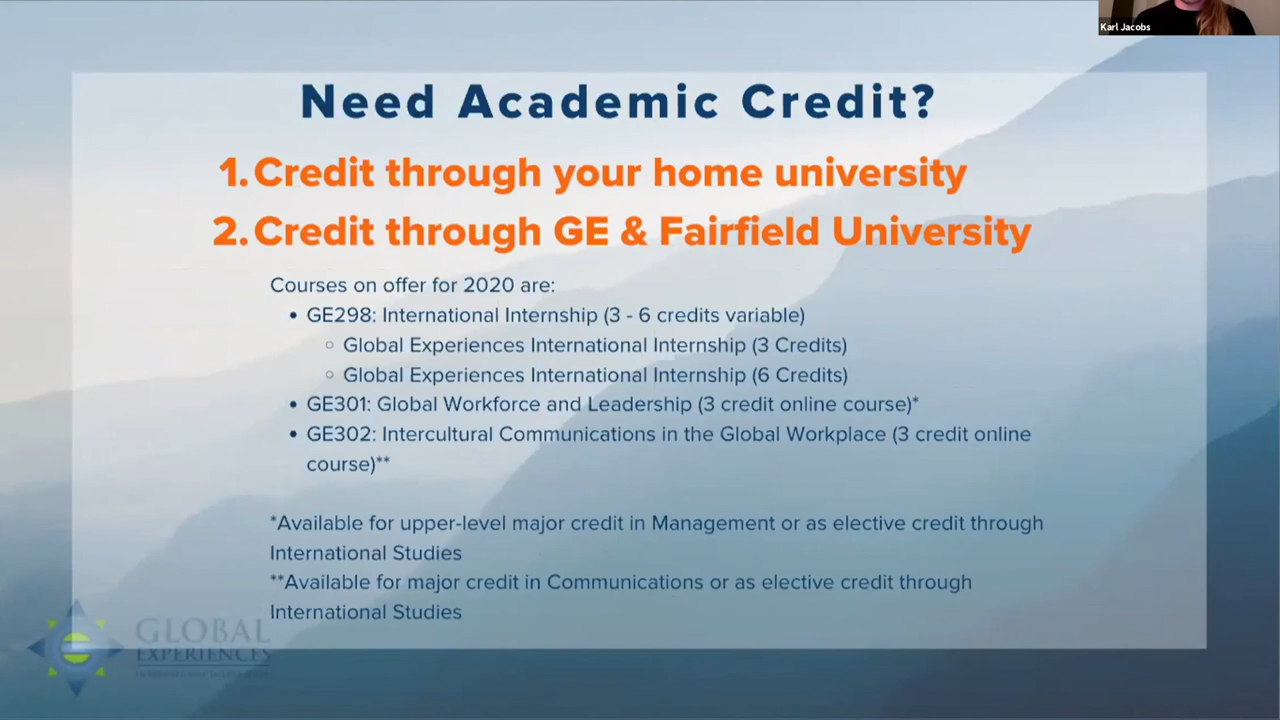 Karl Jacobs
Need Academic Credit?
1. Credit through your home university
2. Credit through GE & Fairfield University
Courses on offer for 2020 are:
• GE298: International Internship (3 - 6 credits variable)
○ Global Experiences International Internship (3 Credits)
○ Global Experiences International Internship (6 Credits)
• GE301: Global Workforce and Leadership (3 credit online course)*
• GE302: Intercultural Communications in the Global Workplace (3 credit online
course)**
*Available for upper-level major credit in Management or as elective credit through
International Studies
**Available for major credit in Communications or as elective credit through
International Studies
GLOBAL
EXPERIENCES